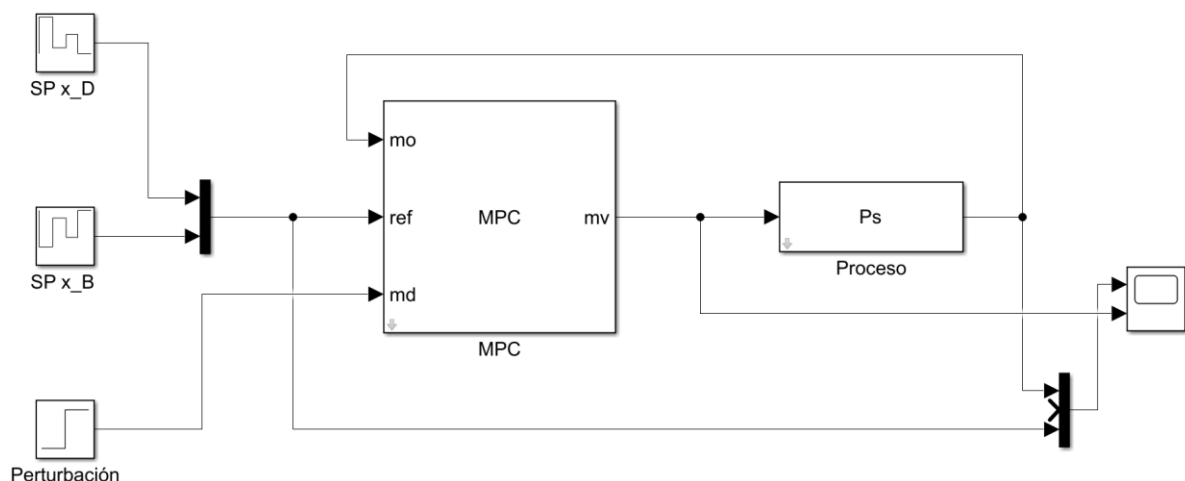 SP x_D
SP x_B
Perturbación
mo
ref
md
MPC
mv
MPC
Ps
Proceso